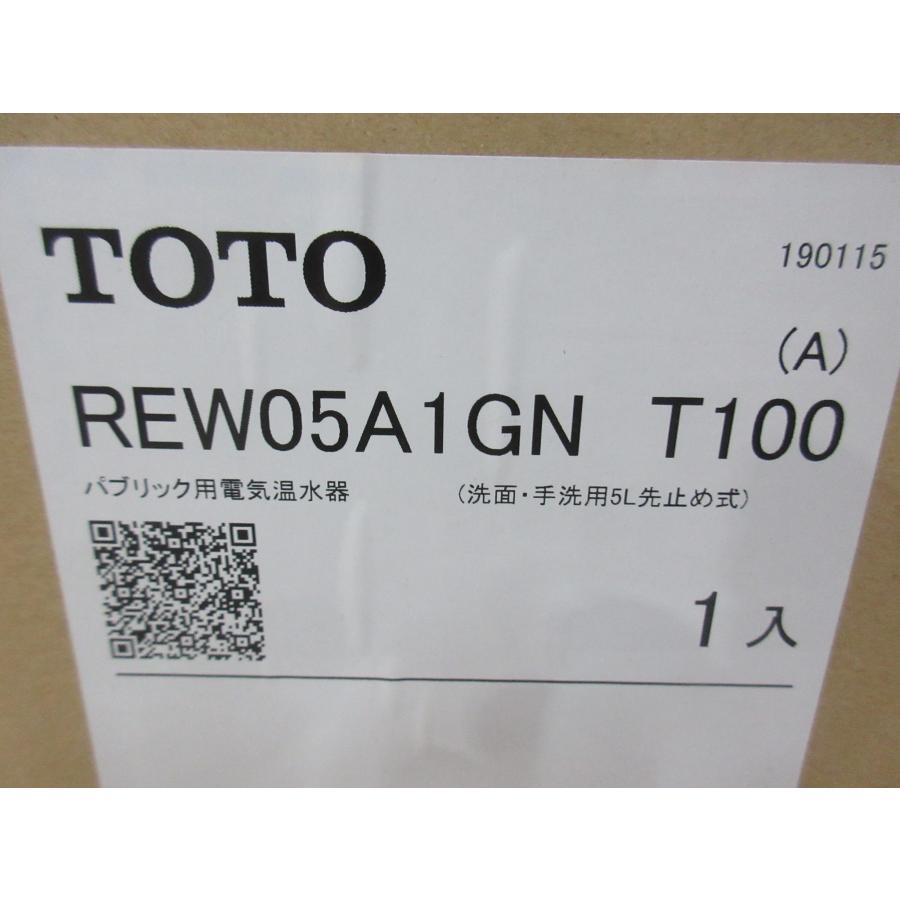 TOTO
190115
(A)
REW05A1GN T100
パブリック用電気温水器 (洗面・手洗用5L先止め式)
1入